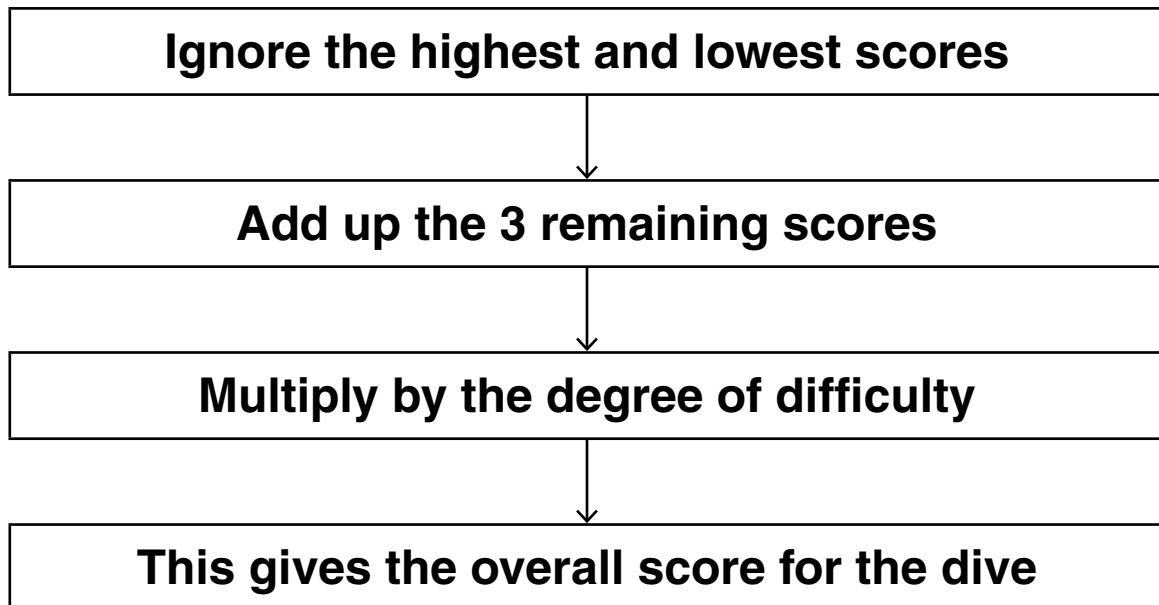 Ignore the highest and lowest scores
Add up the 3 remaining scores
Multiply by the degree of difficulty
This gives the overall score for the dive